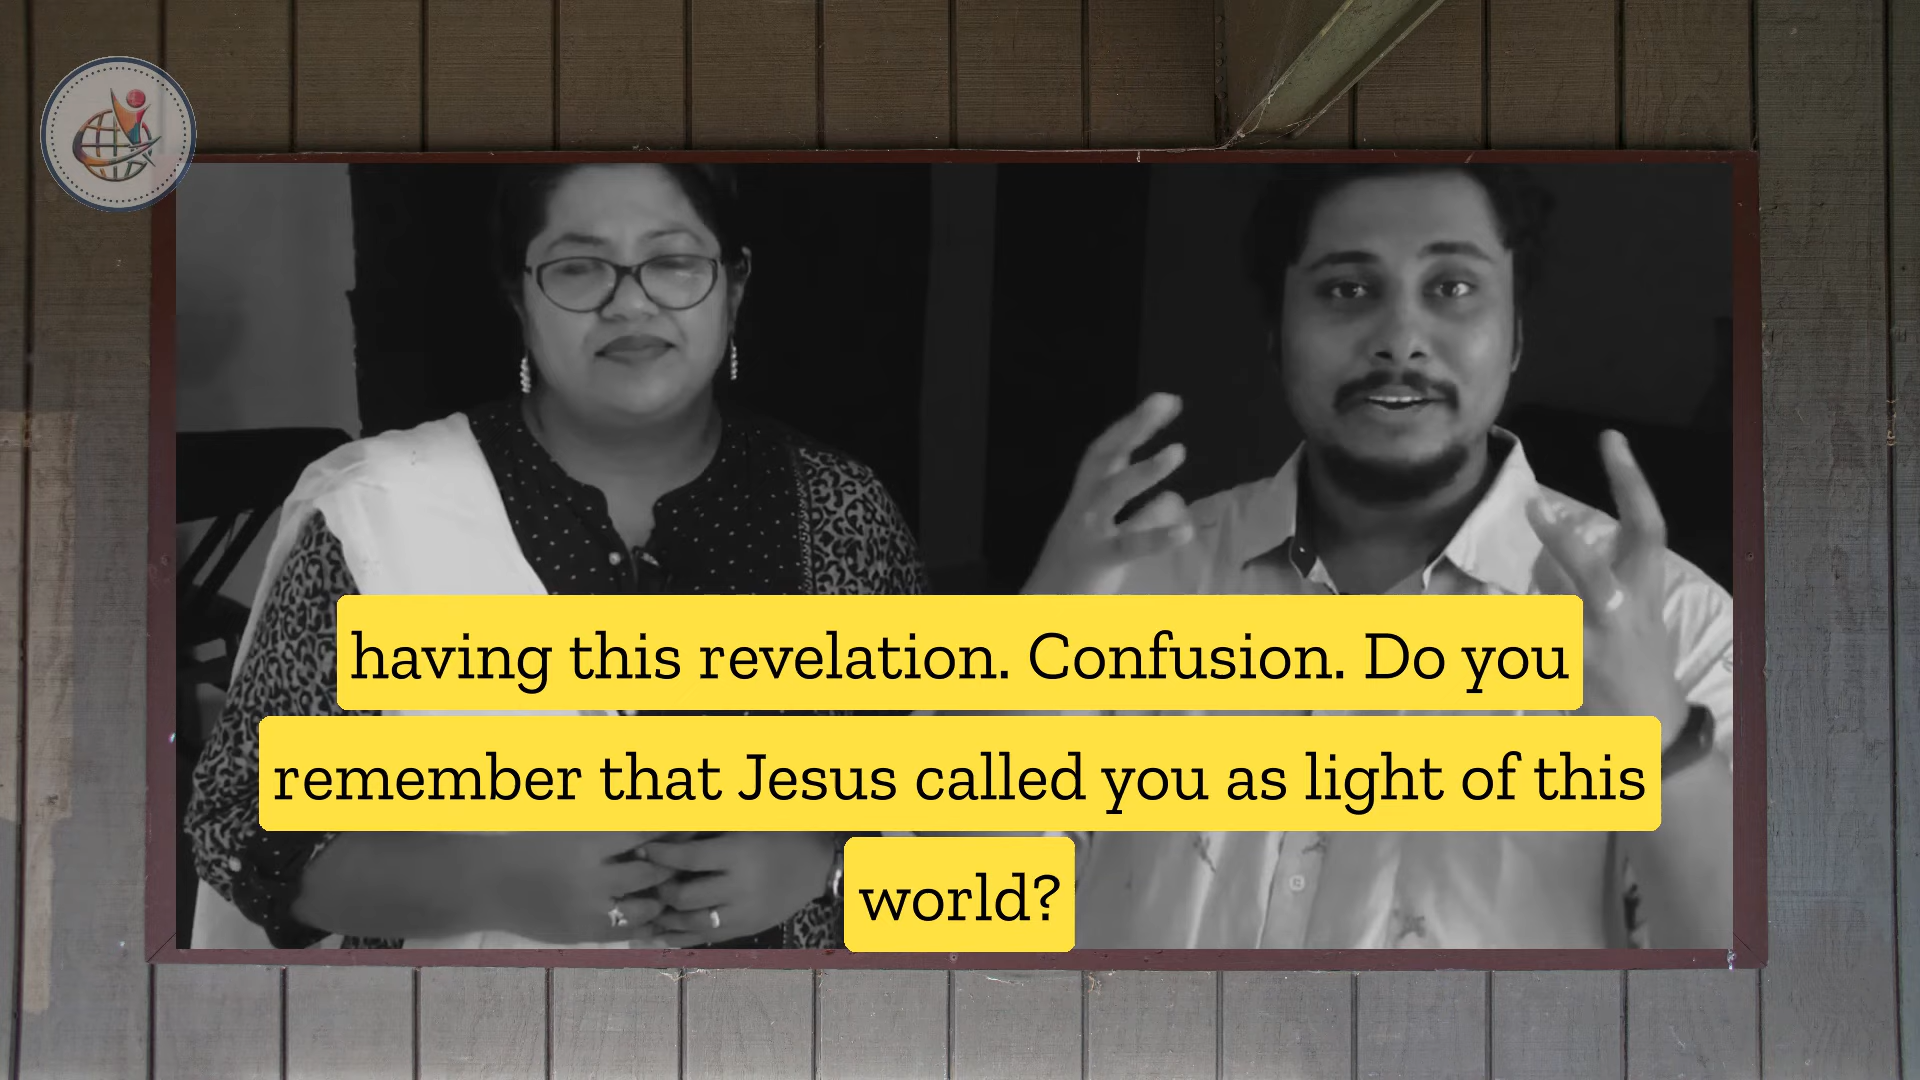 having this revelation. Confusion. Do you
remember that Jesus called you as light of this
world?